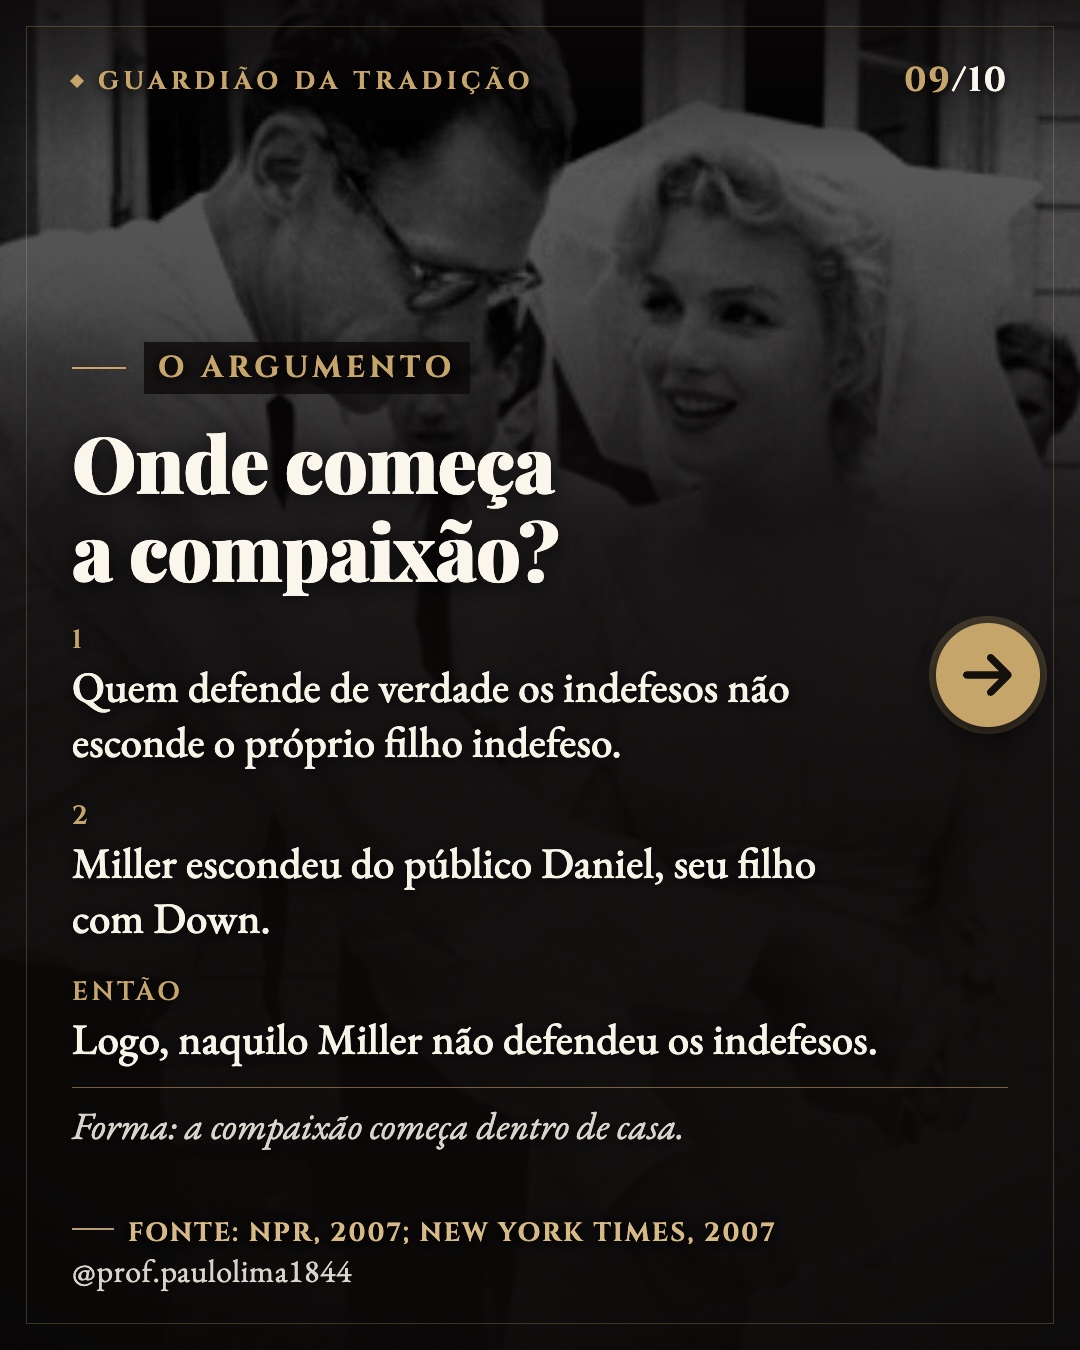 GUARDIÃO DA TRADIÇÃO
09/10
O ARGUMENTO
Onde começa
a compaixão?
1
Quem defende de verdade os indefesos não
esconde o próprio filho indefeso.
2
Miller escondeu do público Daniel, seu filho
com Down.
ENTÃO
Logo, naquilo Miller não defendeu os indefesos.
Forma: a compaixão começa dentro de casa.
FONTE: NPR, 2007; NEW YORK TIMES, 2007
@prof.paulolima1844